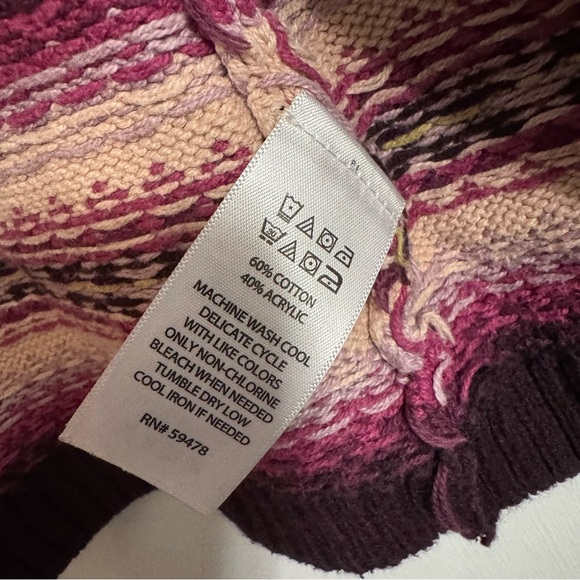 30
60% COTTON
40% ACRYLIC
MACHINE WASH COOL
DELICATE CYCLE
WITH LIKE COLORS
ONLY NON-CHLORINE
BLEACH WHEN NEEDED
TUMBLE DRY LOW
COOL IRON IF NEEDED
RN# 59478